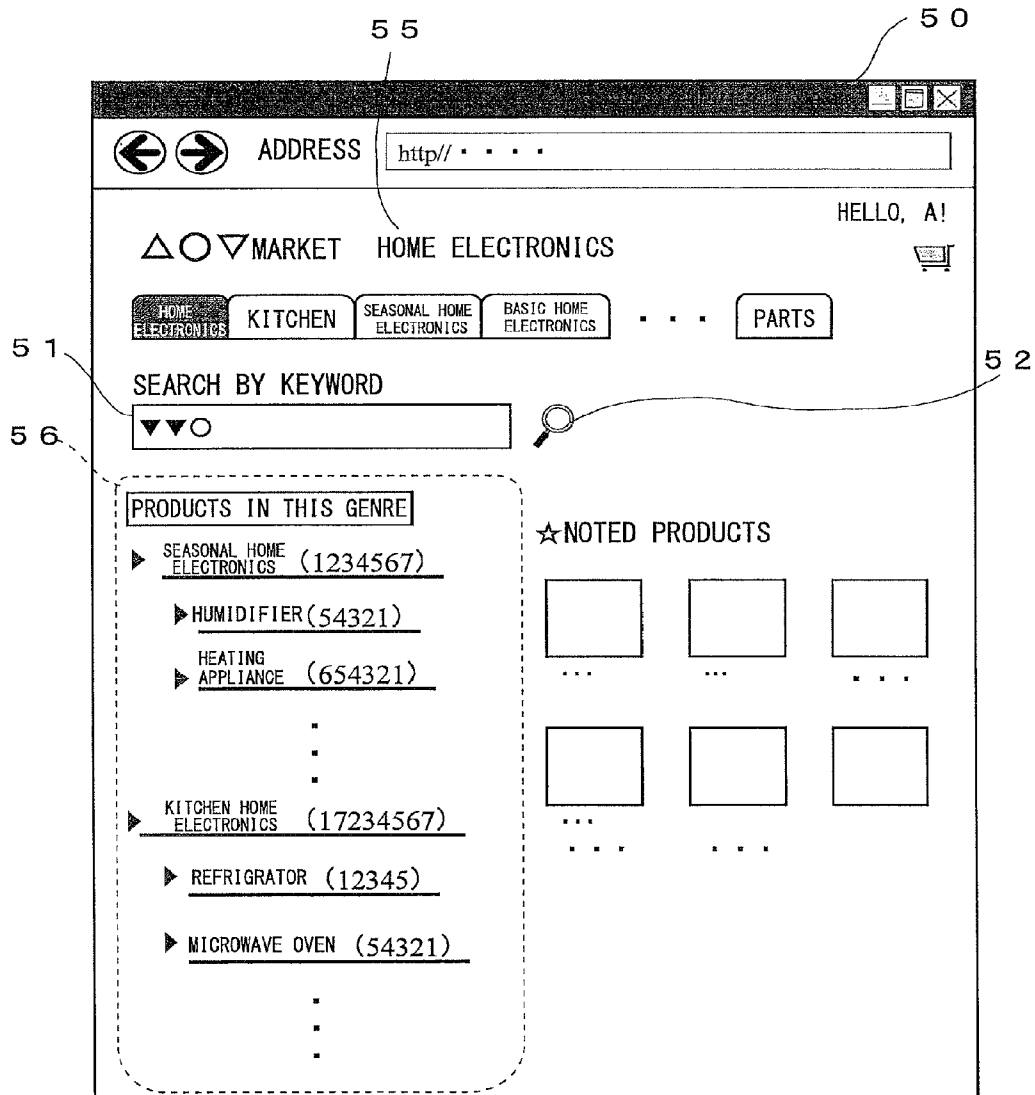 ５５
５０
ADDRESS
http// ・・・・
HELLO, A!
△○▽MARKET HOME ELECTRONICS
HOME ELECTRONICS
KITCHEN
SEASONAL HOME ELECTRONICS
BASIC HOME ELECTRONICS
・・・
PARTS
５１
５２
SEARCH BY KEYWORD
▼▼○
５６
PRODUCTS IN THIS GENRE
☆NOTED PRODUCTS
▶ SEASONAL HOME ELECTRONICS (1234567)
▶HUMIDIFIER(54321)
▶ HEATING APPLIANCE (654321)
▶ KITCHEN HOME ELECTRONICS (17234567)
▶ REFRIGRATOR (12345)
▶ MICROWAVE OVEN (54321)